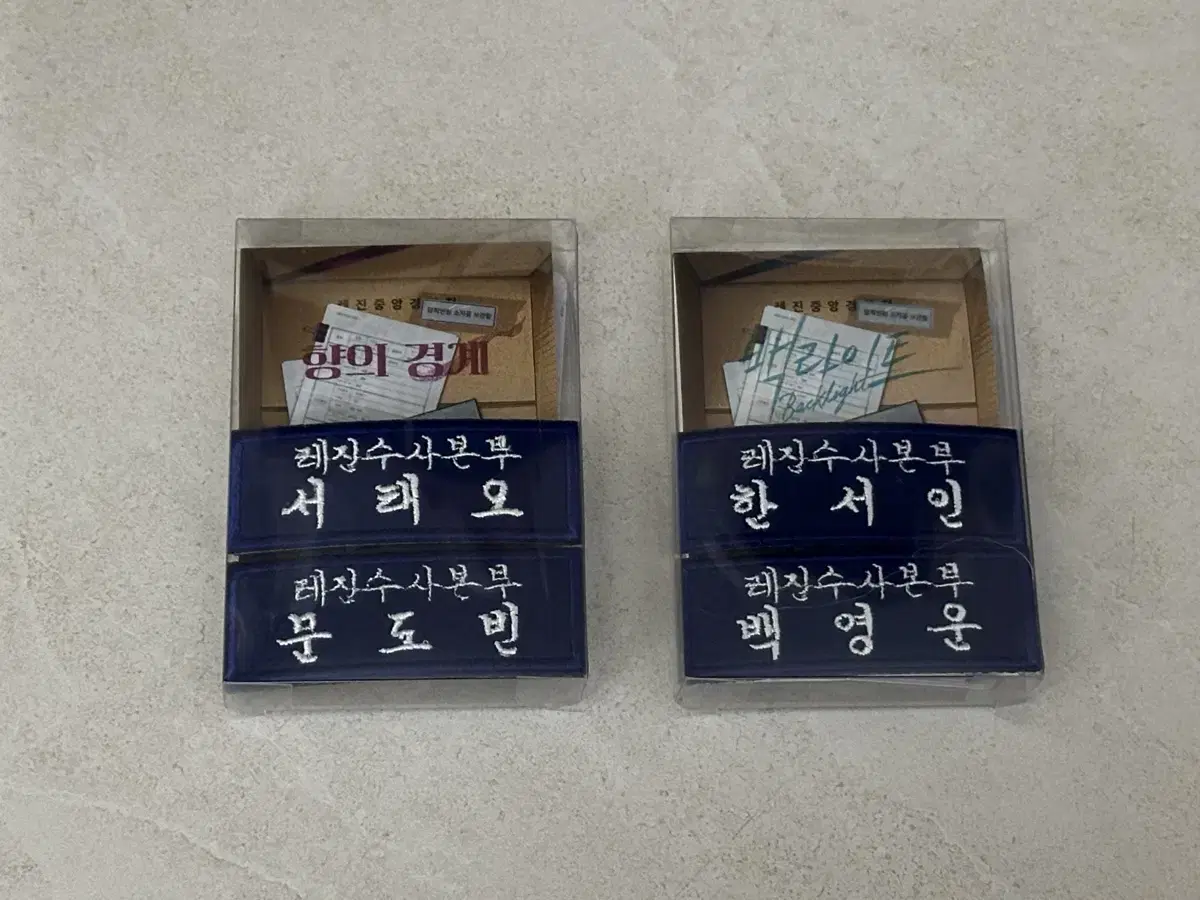 향의 경계
레진수사본부
서 태 오
레진수사본부
문 도 빈
백라이트
Backlight
레진수사본부
한 서 인
레진수사본부
백 영 운